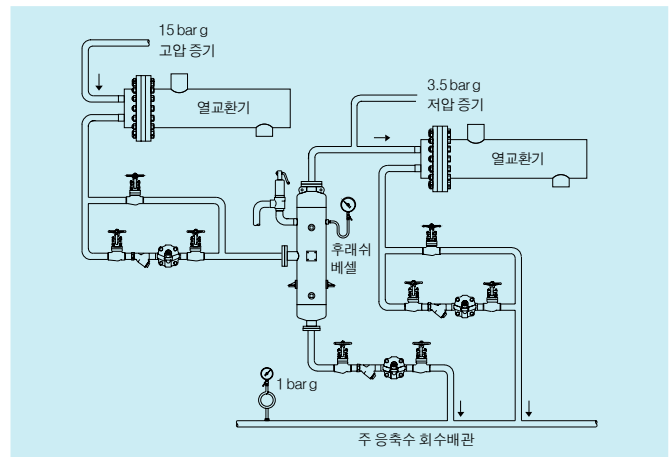 15 bar g
고압 증기
열교환기
3.5 bar g
저압 증기
열교환기
후래쉬
베셀
1 bar g
주 응축수 회수배관